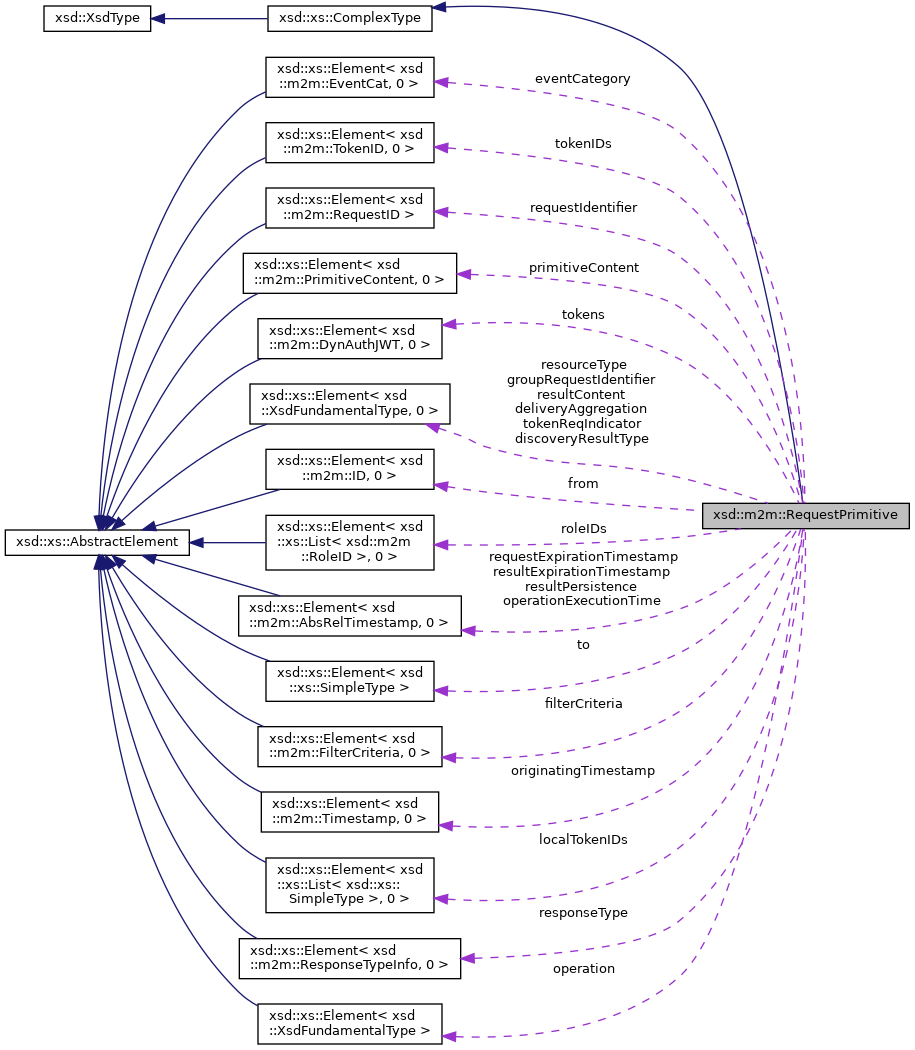 xsd::XsdType
xsd::xs::ComplexType
xsd::xs::Element< xsd
::m2m::EventCat, 0 >
eventCategory
xsd::xs::Element< xsd
::m2m::TokenID, 0 >
tokenIDs
xsd::xs::Element< xsd
::m2m::RequestID >
requestIdentifier
xsd::xs::Element< xsd
::m2m::PrimitiveContent, 0 >
primitiveContent
xsd::xs::Element< xsd
::m2m::DynAuthJWT, 0 >
tokens
xsd::xs::Element< xsd
::XsdFundamentalType, 0 >
resourceType
groupRequestIdentifier
resultContent
deliveryAggregation
tokenReqIndicator
discoveryResultType
xsd::xs::Element< xsd
::m2m::ID, 0 >
from
xsd::m2m::RequestPrimitive
xsd::xs::AbstractElement
xsd::xs::Element< xsd
::xs::List< xsd::m2m
::RoleID >, 0 >
roleIDs
xsd::xs::Element< xsd
::m2m::AbsRelTimestamp, 0 >
requestExpirationTimestamp
resultExpirationTimestamp
resultPersistence
operationExecutionTime
xsd::xs::Element< xsd
::xs::SimpleType >
to
xsd::xs::Element< xsd
::m2m::FilterCriteria, 0 >
filterCriteria
xsd::xs::Element< xsd
::m2m::Timestamp, 0 >
originatingTimestamp
xsd::xs::Element< xsd
::xs::List< xsd::xs::
SimpleType >, 0 >
localTokenIDs
xsd::xs::Element< xsd
::m2m::ResponseTypeInfo, 0 >
responseType
xsd::xs::Element< xsd
::XsdFundamentalType >
operation